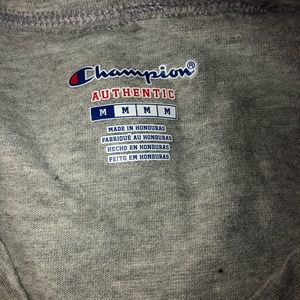 Champion®
AUTHENTIC
M M M M
MADE IN HONDURAS
FABRIQUÉ AU HONDURAS
HECHO EN HONDURAS
FEITO EM HONDURAS